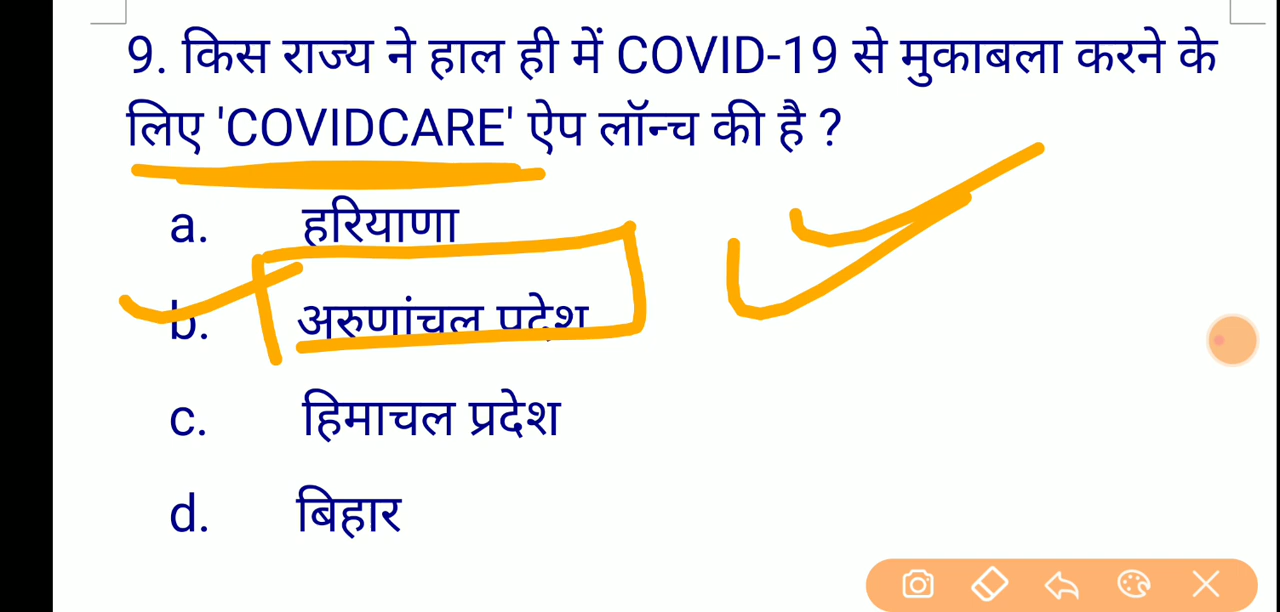 9. किस राज्य ने हाल ही में COVID-19 से मुकाबला करने के
लिए 'COVIDCARE' ऐप लॉन्च की है ?
a. हरियाणा
b. अरुणांचल प्रदेश
c. हिमाचल प्रदेश
d. बिहार